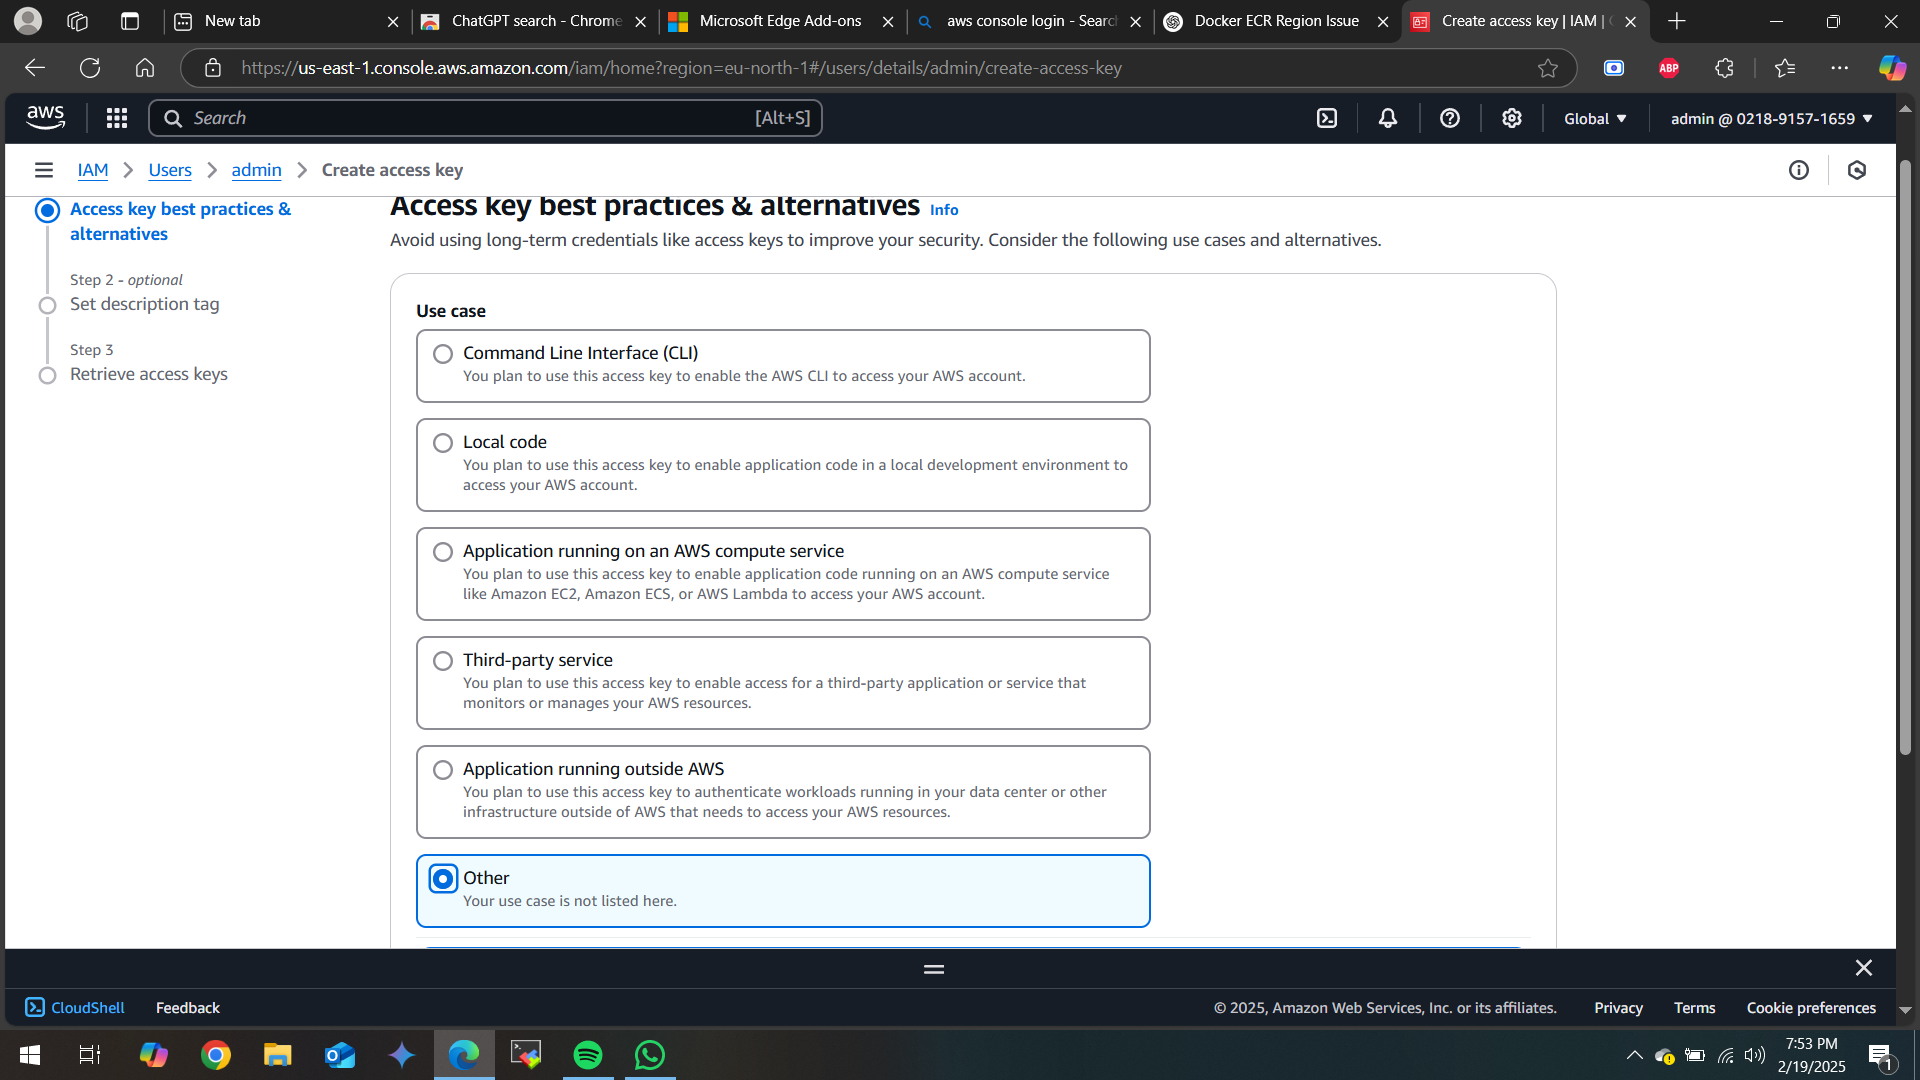 New tab
ChatGPT search - Chrome
Microsoft Edge Add-ons
aws console login - Search
Docker ECR Region Issue
Create access key | IAM |
https://us-east-1.console.aws.amazon.com/iam/home?region=eu-north-1#/users/details/admin/create-access-key
ABP
aws
Search
[Alt+S]
Global
admin @ 0218-9157-1659
IAM
Users
admin
Create access key
Access key best practices &
alternatives
Step 2 - optional
Set description tag
Step 3
Retrieve access keys
Access key best practices & alternatives Info
Avoid using long-term credentials like access keys to improve your security. Consider the following use cases and alternatives.
Use case
Command Line Interface (CLI)
You plan to use this access key to enable the AWS CLI to access your AWS account.
Local code
You plan to use this access key to enable application code in a local development environment to
access your AWS account.
Application running on an AWS compute service
You plan to use this access key to enable application code running on an AWS compute service
like Amazon EC2, Amazon ECS, or AWS Lambda to access your AWS account.
Third-party service
You plan to use this access key to enable access for a third-party application or service that
monitors or manages your AWS resources.
Application running outside AWS
You plan to use this access key to authenticate workloads running in your data center or other
infrastructure outside of AWS that needs to access your AWS resources.
Other
Your use case is not listed here.
CloudShell
Feedback
© 2025, Amazon Web Services, Inc. or its affiliates.
Privacy
Terms
Cookie preferences
7:53 PM
2/19/2025
1